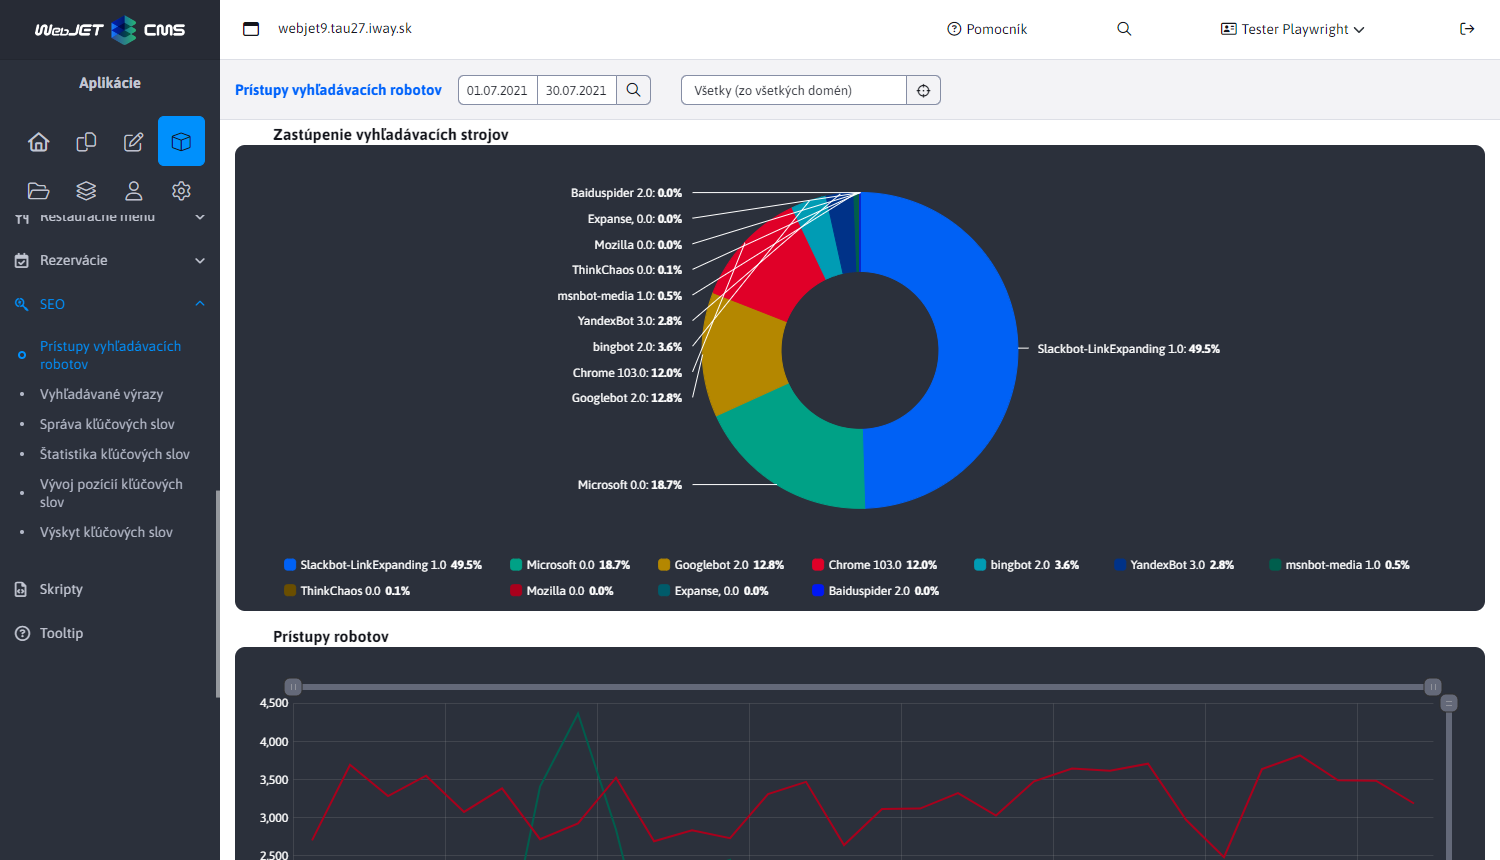 WebJET CMS
webjet9.tau27.iway.sk
Pomocník
Tester Playwright
Aplikácie
Reštauračné menu
Rezervácie
SEO
Prístupy vyhľadávacích
robotov
Vyhľadávané výrazy
Správa kľúčových slov
Štatistika kľúčových slov
Vývoj pozícií kľúčových
slov
Výskyt kľúčových slov
Skripty
Tooltip
Prístupy vyhľadávacích robotov
01.07.2021
30.07.2021
Všetky (zo všetkých domén)
Zastúpenie vyhľadávacích strojov
Baiduspider 2.0: 0.0%
Expanse, 0.0: 0.0%
Mozilla 0.0: 0.0%
ThinkChaos 0.0: 0.1%
msnbot-media 1.0: 0.5%
YandexBot 3.0: 2.8%
bingbot 2.0: 3.6%
Chrome 103.0: 12.0%
Googlebot 2.0: 12.8%
Microsoft 0.0: 18.7%
Slackbot-LinkExpanding 1.0: 49.5%
Slackbot-LinkExpanding 1.0 49.5%
Microsoft 0.0 18.7%
Googlebot 2.0 12.8%
Chrome 103.0 12.0%
bingbot 2.0 3.6%
YandexBot 3.0 2.8%
msnbot-media 1.0 0.5%
ThinkChaos 0.0 0.1%
Mozilla 0.0 0.0%
Expanse, 0.0 0.0%
Baiduspider 2.0 0.0%
Prístupy robotov
4,500
4,000
3,500
3,000
2,500